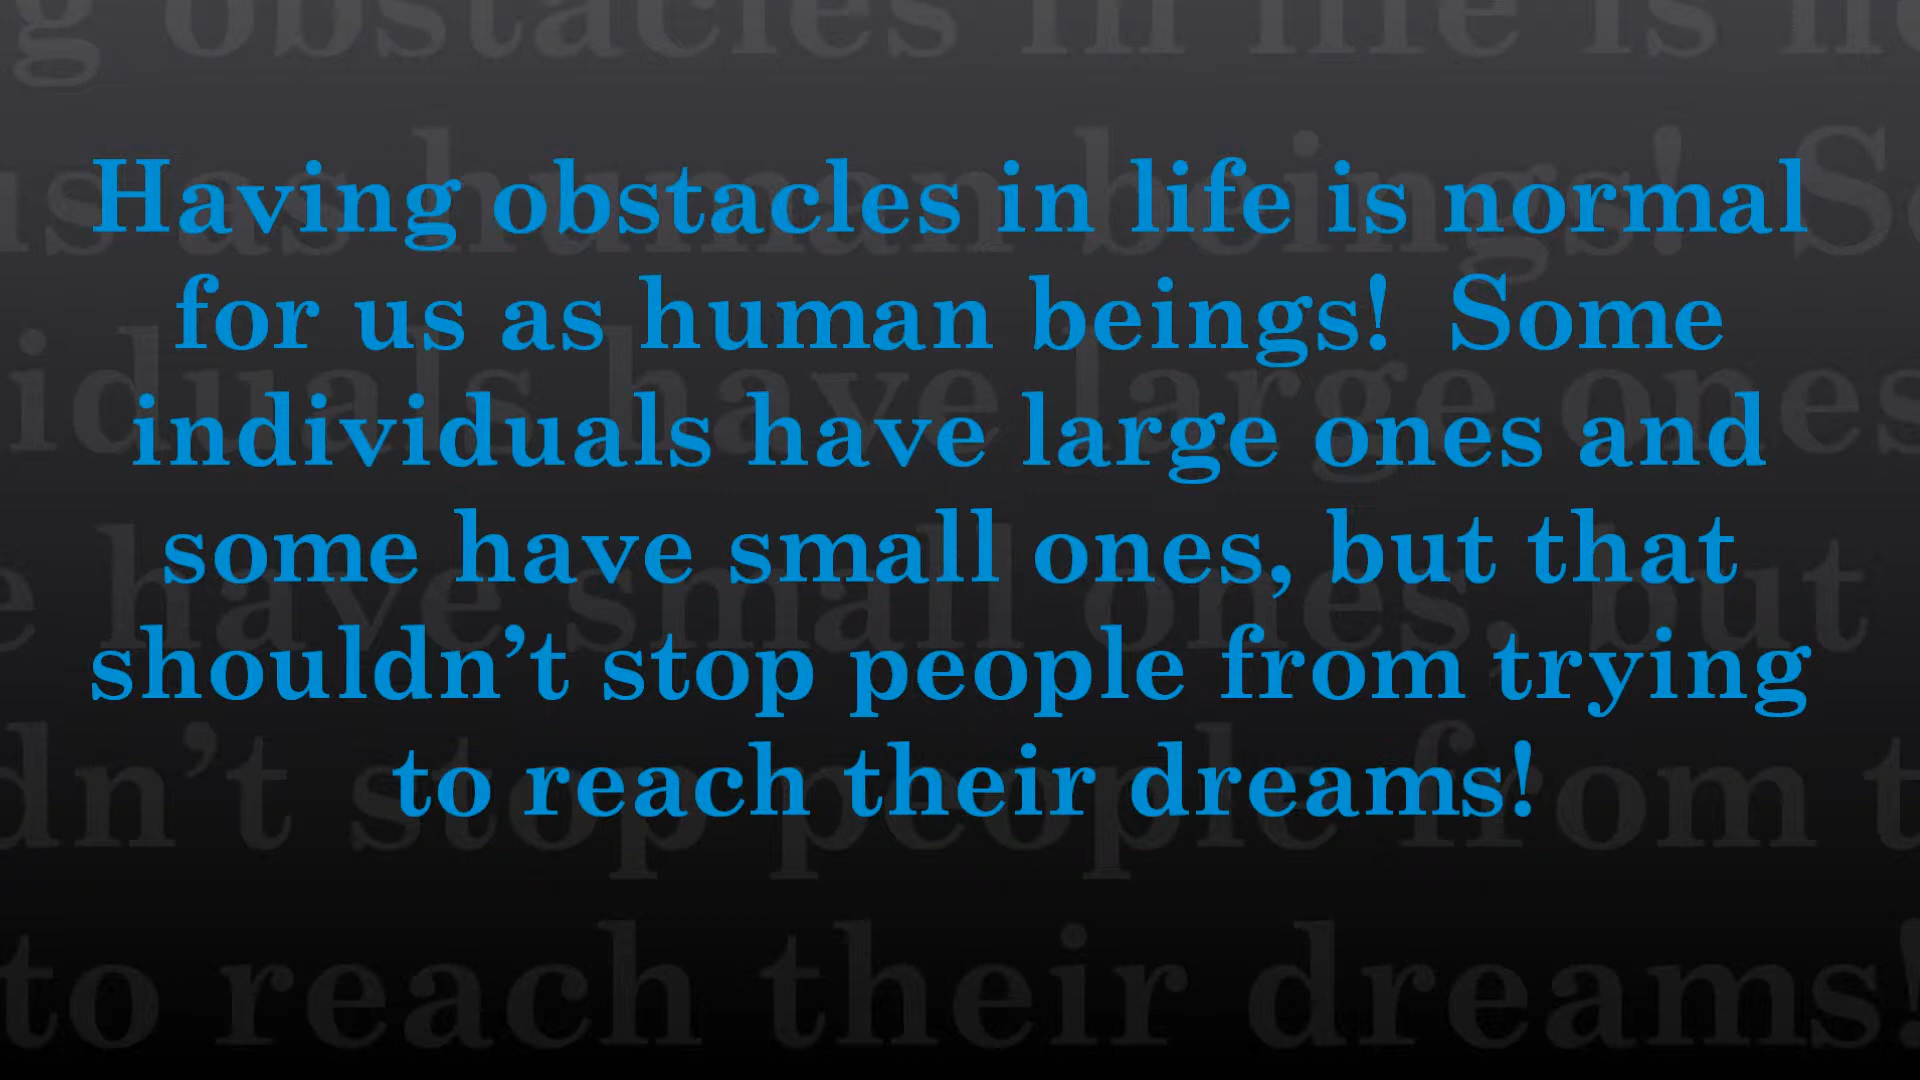 Having obstacles in life is normal
for us as human beings!  Some
individuals have large ones and
some have small ones, but that
shouldn’t stop people from trying
to reach their dreams!